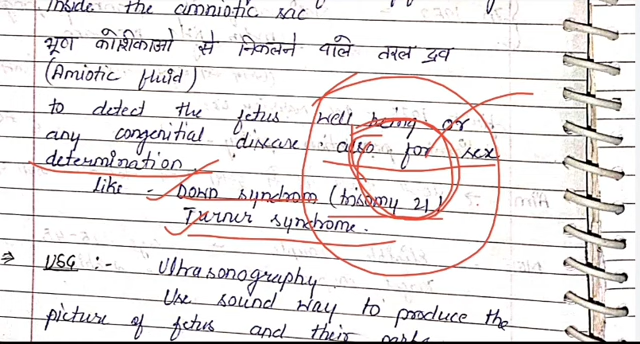 Inside the amniotic sac
भ्रूण कोशिकाओ से निकलने वाले तरल द्रव
(Amiotic fluid)
to detect the fetus well being or
any congenitial disease. also for sex
determination
Like - Down syndrom (trisomy 21)
Turner syndrome.
⇒ USG :- Ultrasonography
Use sound way to produce the
picture of fetus and their parts